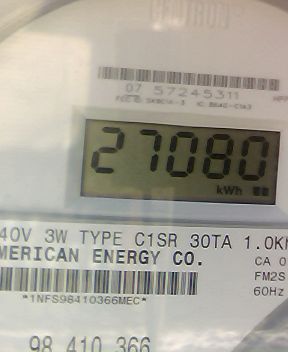 07 57245311
27080
kWh
40V 3W TYPE C1SR 30TA 1.0K
MERICAN ENERGY CO.
CA 0
FM2S
60Hz
*1NFS98410366MEC*
98 410 366